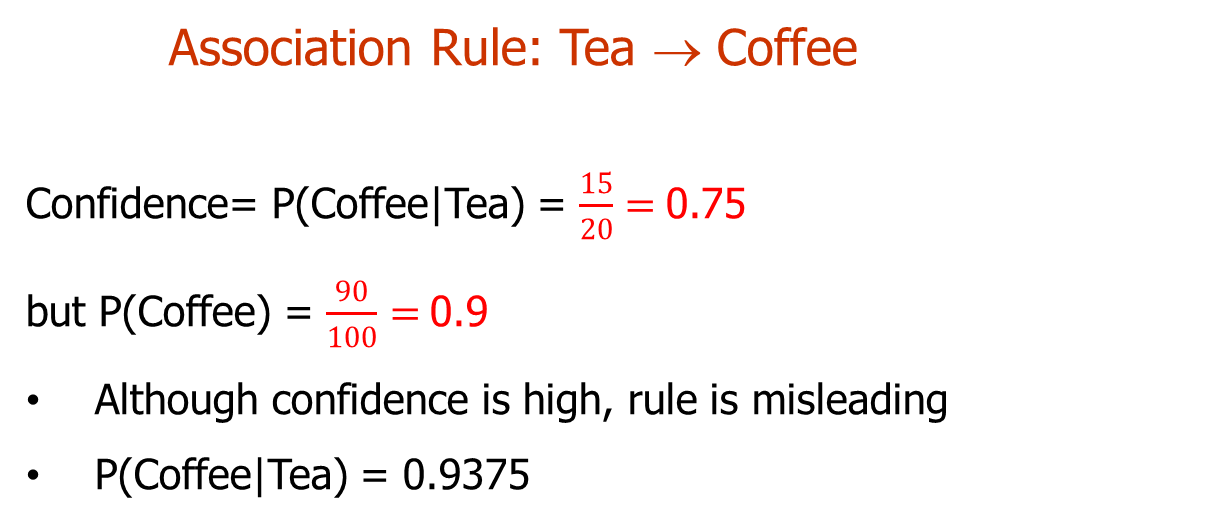 Association Rule: Tea → Coffee
Confidence= P(Coffee|Tea) = 15/20 = 0.75
but P(Coffee) = 90/100 = 0.9
• Although confidence is high, rule is misleading
• P(Coffee|Tea) = 0.9375